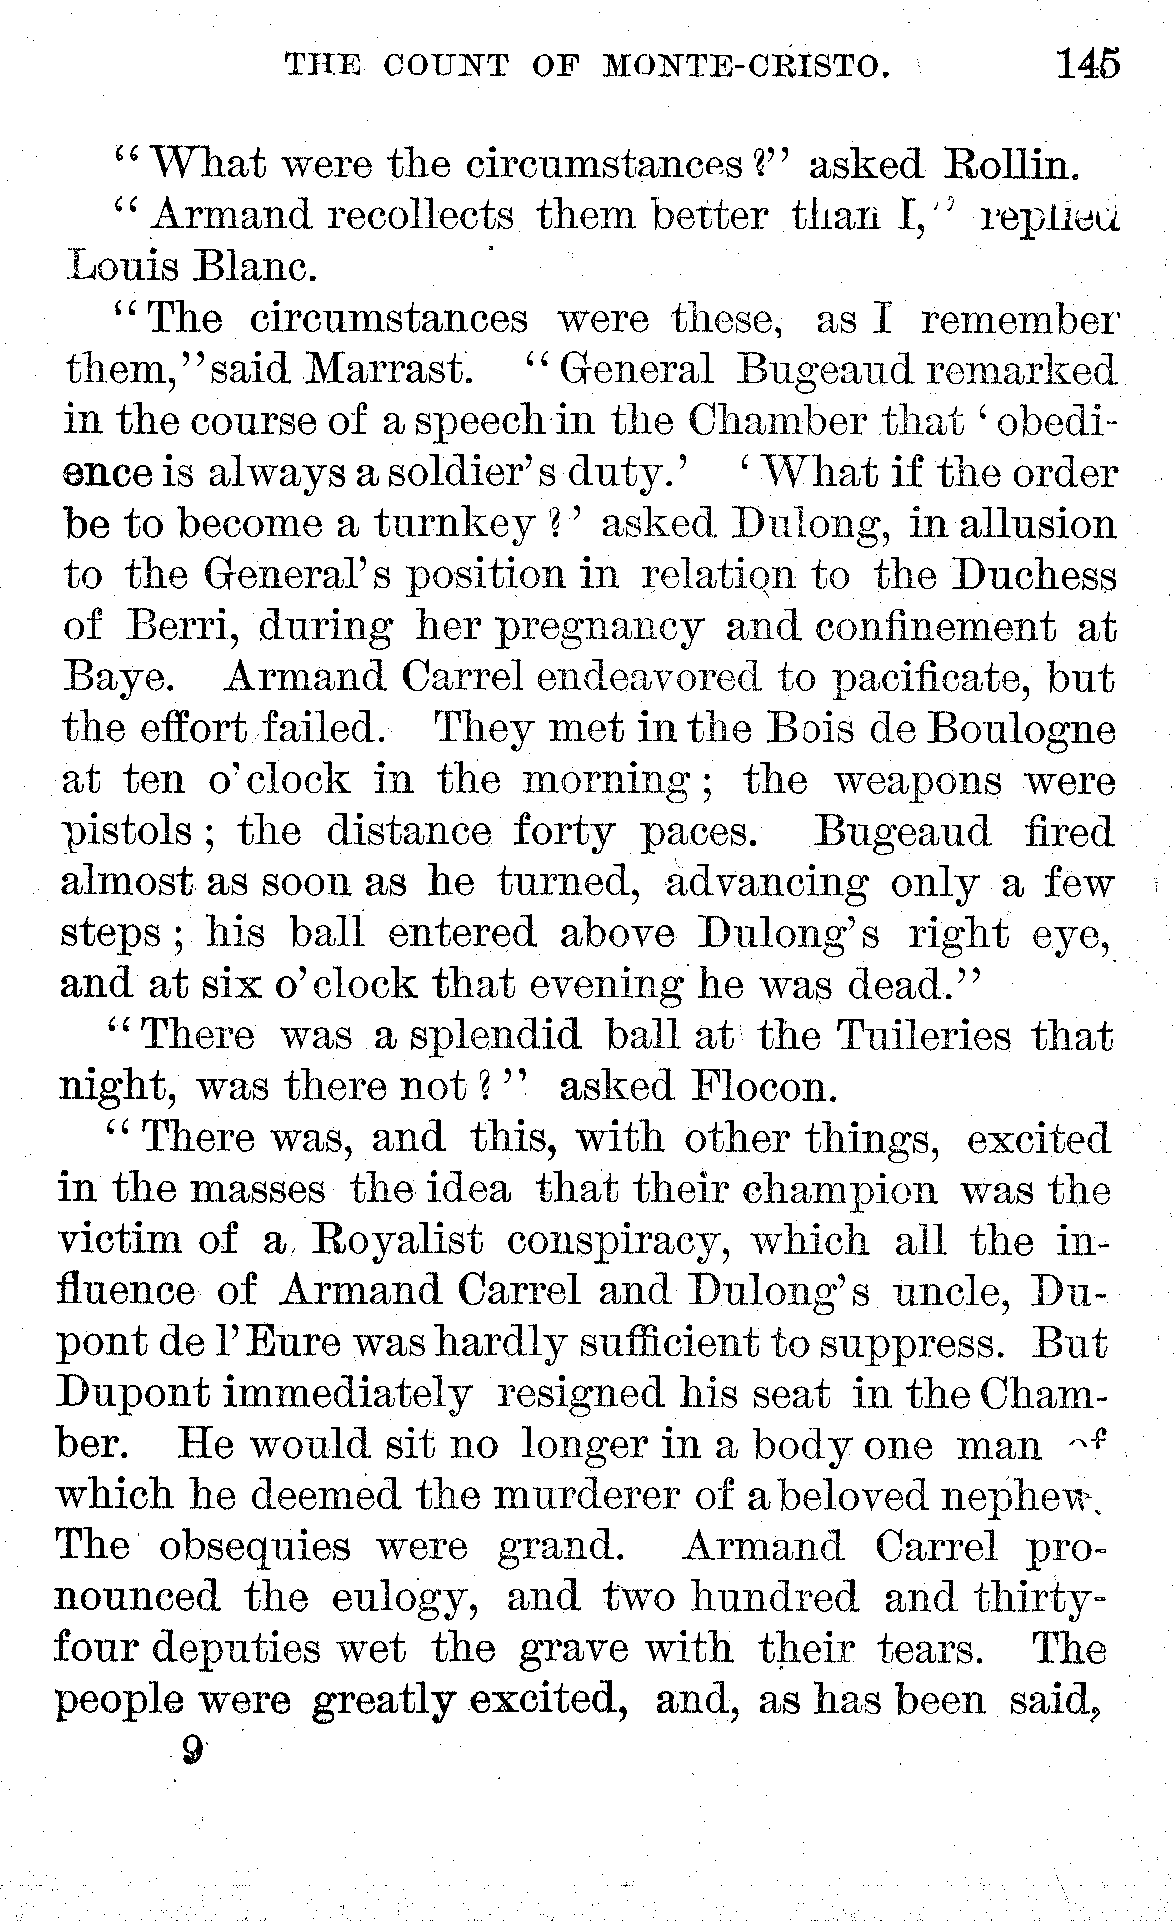 THE COUNT OF MONTE-CRISTO. 145
"What were the circumstances?" asked Rollin.
"Armand recollects them better than I," replied
Louis Blanc.
"The circumstances were these, as I remember
them," said Marrast. "General Bugeaud remarked
in the course of a speech in the Chamber that 'obedi-
ence is always a soldier's duty.' 'What if the order
be to become a turnkey?' asked Dulong, in allusion
to the General's position in relation to the Duchess
of Berri, during her pregnancy and confinement at
Baye. Armand Carrel endeavored to pacificate, but
the effort failed. They met in the Bois de Boulogne
at ten o'clock in the morning; the weapons were
pistols; the distance forty paces. Bugeaud fired
almost as soon as he turned, advancing only a few
steps; his ball entered above Dulong's right eye,
and at six o'clock that evening he was dead."
"There was a splendid ball at the Tuileries that
night, was there not?" asked Flocon.
"There was, and this, with other things, excited
in the masses the idea that their champion was the
victim of a Royalist conspiracy, which all the in-
fluence of Armand Carrel and Dulong's uncle, Du-
pont de l'Eure was hardly sufficient to suppress. But
Dupont immediately resigned his seat in the Cham-
ber. He would sit no longer in a body one man of
which he deemed the murderer of a beloved nephew.
The obsequies were grand. Armand Carrel pro-
nounced the eulogy, and two hundred and thirty-
four deputies wet the grave with their tears. The
people were greatly excited, and, as has been said,
9